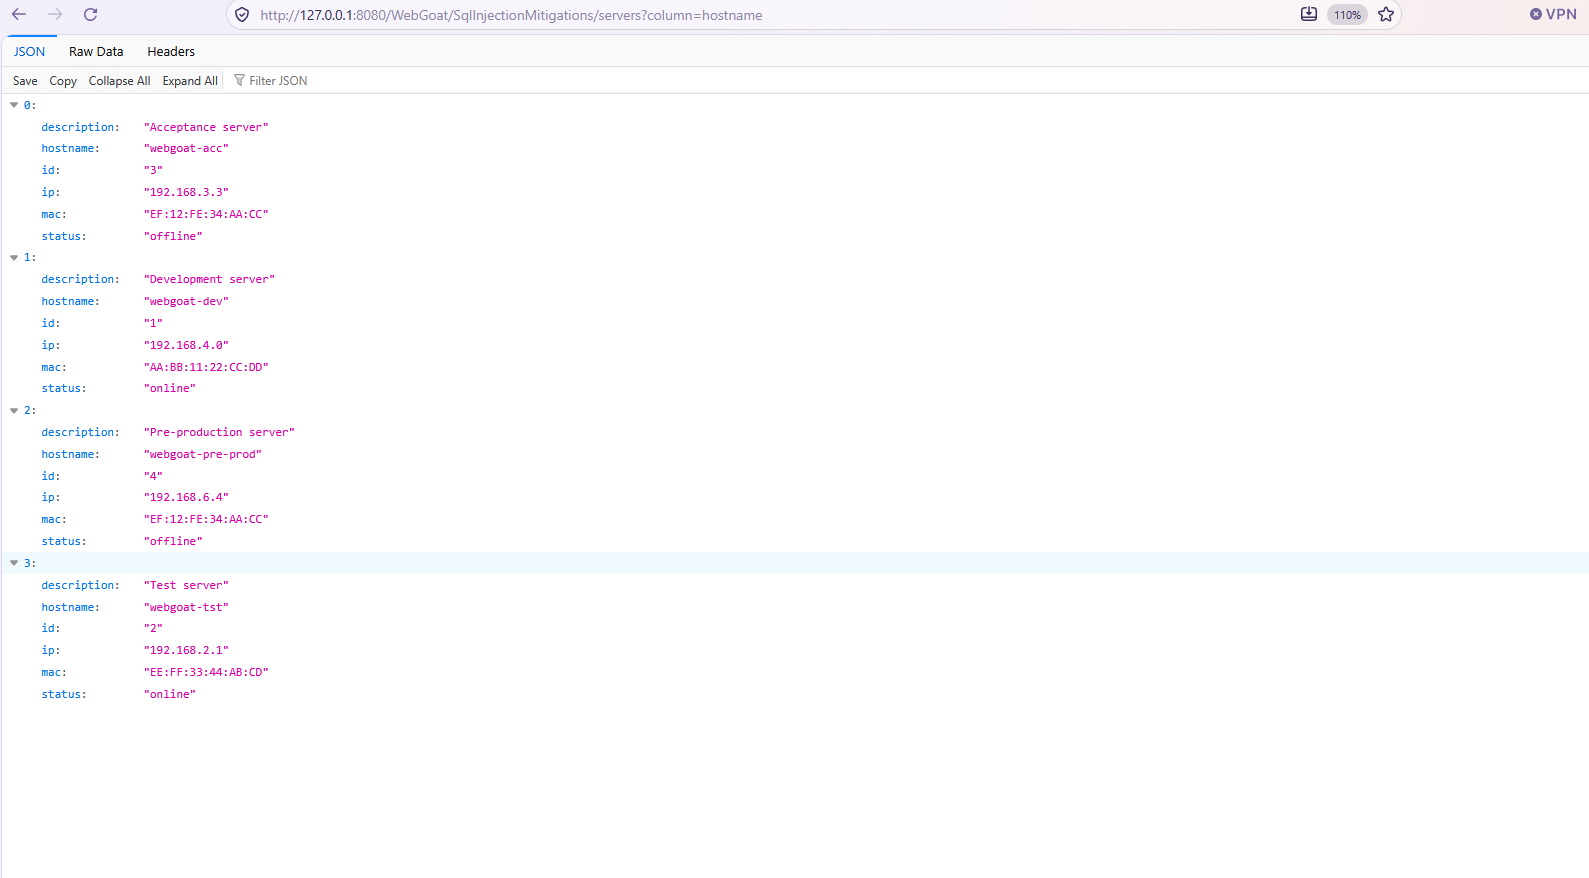 http://127.0.0.1:8080/WebGoat/SqlInjectionMitigations/servers?column=hostname 110% VPN
JSON Raw Data Headers
Save Copy Collapse All Expand All Filter JSON
0:
description: "Acceptance server"
hostname: "webgoat-acc"
id: "3"
ip: "192.168.3.3"
mac: "EF:12:FE:34:AA:CC"
status: "offline"
1:
description: "Development server"
hostname: "webgoat-dev"
id: "1"
ip: "192.168.4.0"
mac: "AA:BB:11:22:CC:DD"
status: "online"
2:
description: "Pre-production server"
hostname: "webgoat-pre-prod"
id: "4"
ip: "192.168.6.4"
mac: "EF:12:FE:34:AA:CC"
status: "offline"
3:
description: "Test server"
hostname: "webgoat-tst"
id: "2"
ip: "192.168.2.1"
mac: "EE:FF:33:44:AB:CD"
status: "online"